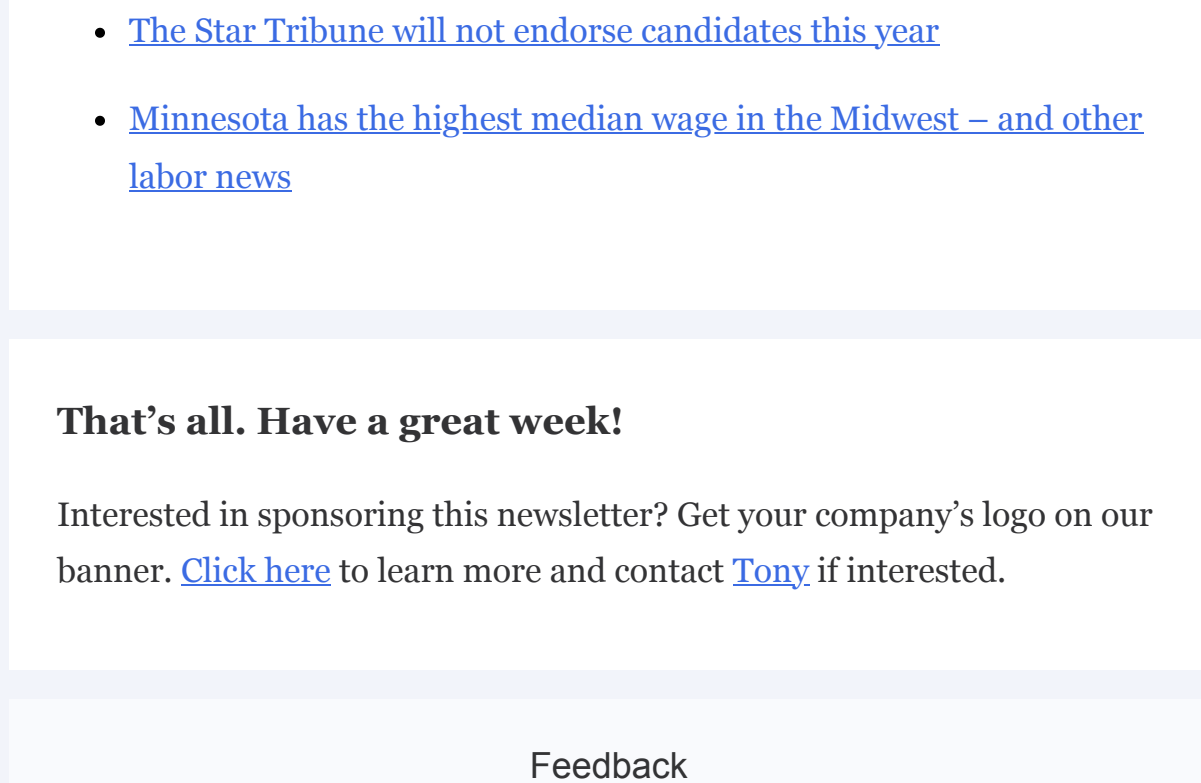 The Star Tribune will not endorse candidates this year
Minnesota has the highest median wage in the Midwest – and other
labor news
That’s all. Have a great week!
Interested in sponsoring this newsletter? Get your company’s logo on our
banner. Click here to learn more and contact Tony if interested.
Feedback